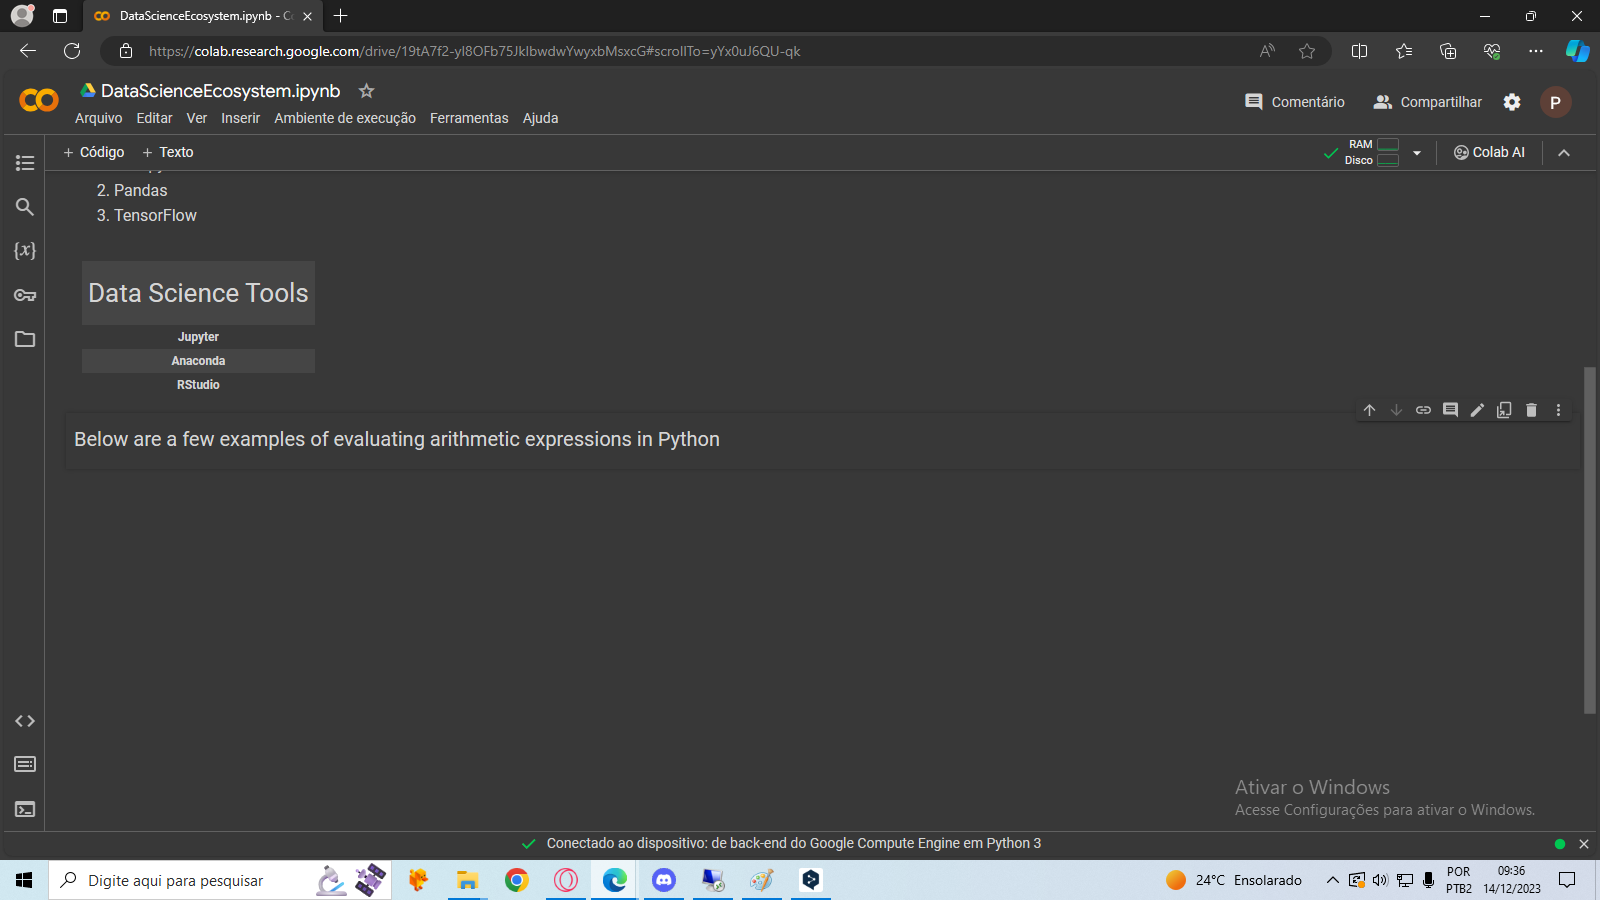 DataScienceEcosystem.ipynb - Co
https://colab.research.google.com/drive/19tA7f2-yI8OFb75JkIbwdwYwyxbMsxcG#scrollTo=yYx0uJ6QU-qk
DataScienceEcosystem.ipynb
Comentário
Compartilhar
P
Arquivo Editar Ver Inserir Ambiente de execução Ferramentas Ajuda
+ Código + Texto
RAM
Disco
Colab AI
2. Pandas
3. TensorFlow
{x}
Data Science Tools
Jupyter
Anaconda
RStudio
Below are a few examples of evaluating arithmetic expressions in Python
Ativar o Windows
Acesse Configurações para ativar o Windows.
Conectado ao dispositivo: de back-end do Google Compute Engine em Python 3
Digite aqui para pesquisar
24°C Ensolarado
POR
PTB2
09:36
14/12/2023